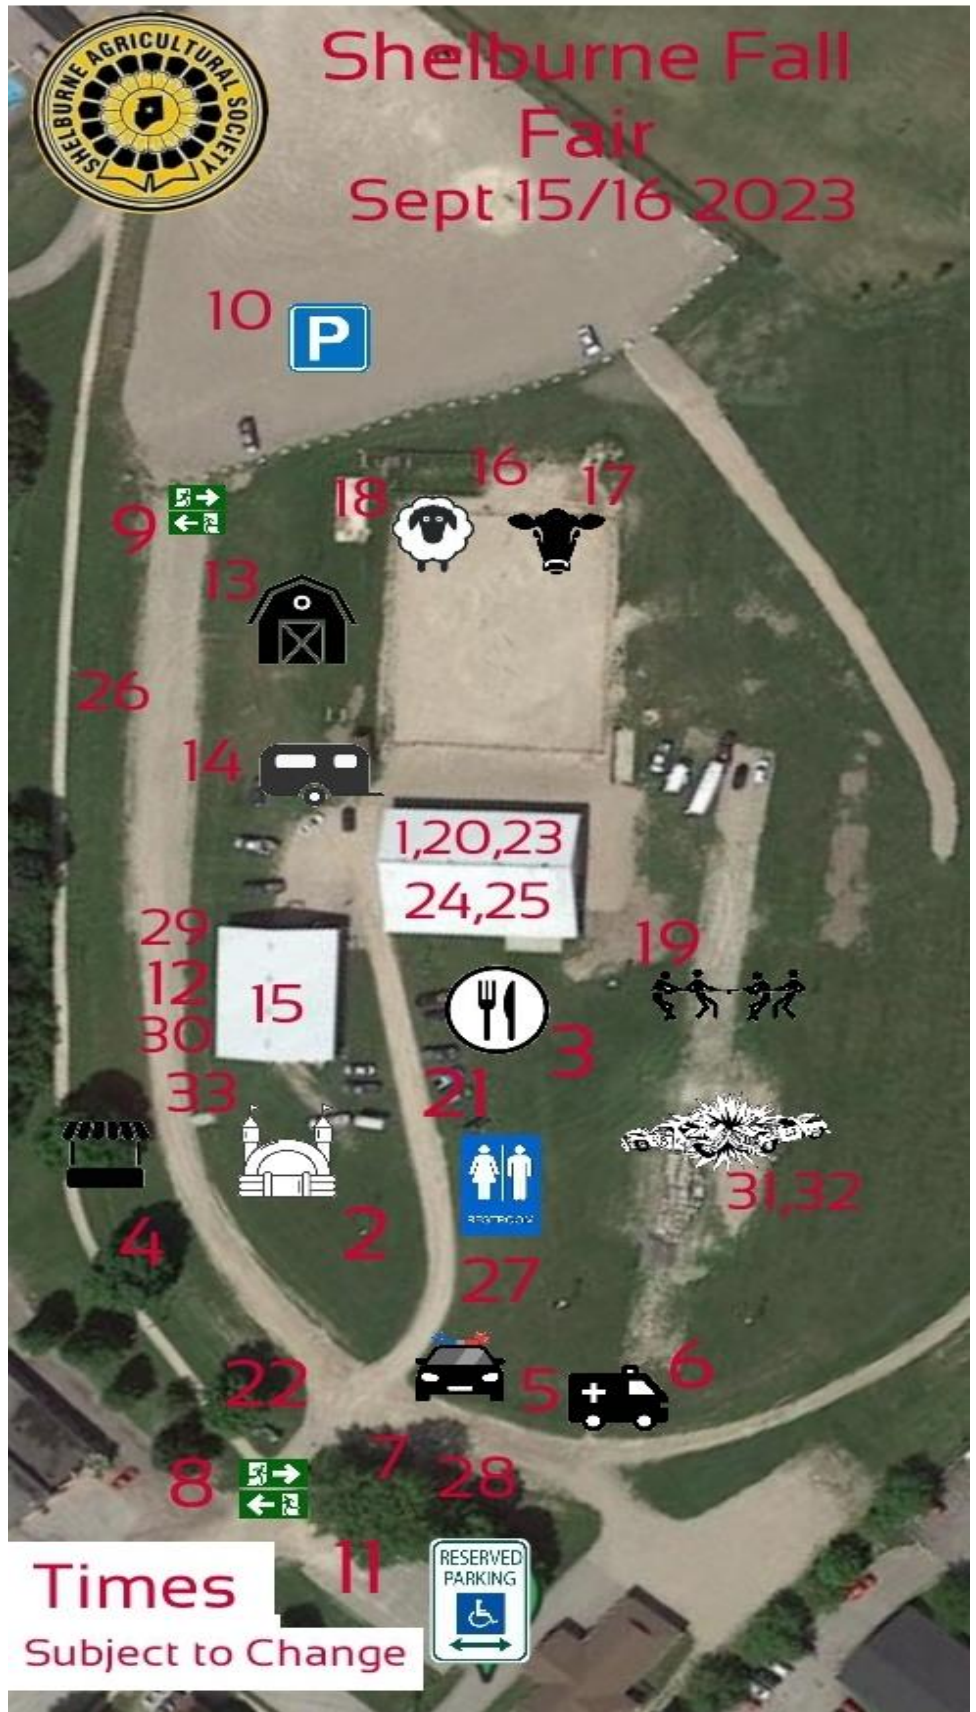 SHELBURNE AGRICULTURAL SOCIETY
Shelburne Fall
Fair
Sept 15/16 2023
10
P
16
17
18
9
13
26
14
1,20,23
24,25
29
19
12
15
30
3
33
21
31,32
4
2
RESTROOM
27
22
5
6
7
28
8
11
RESERVED
PARKING
Times
Subject to Change